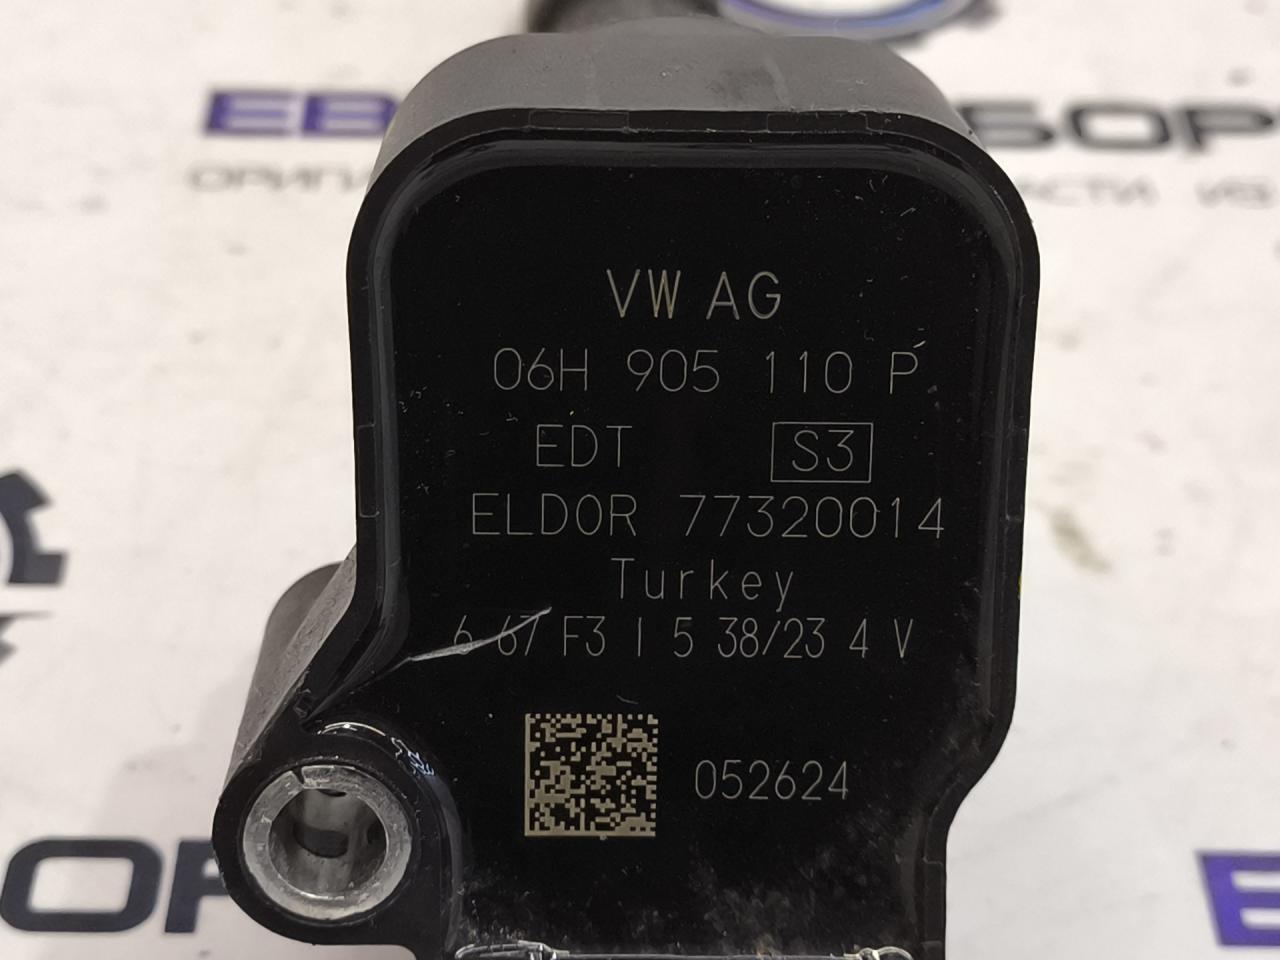 VW AG
06H 905 110 P
EDT S3
ELDOR 77320014
Turkey
6 67 F3 I 5 38/23 4 V
052624